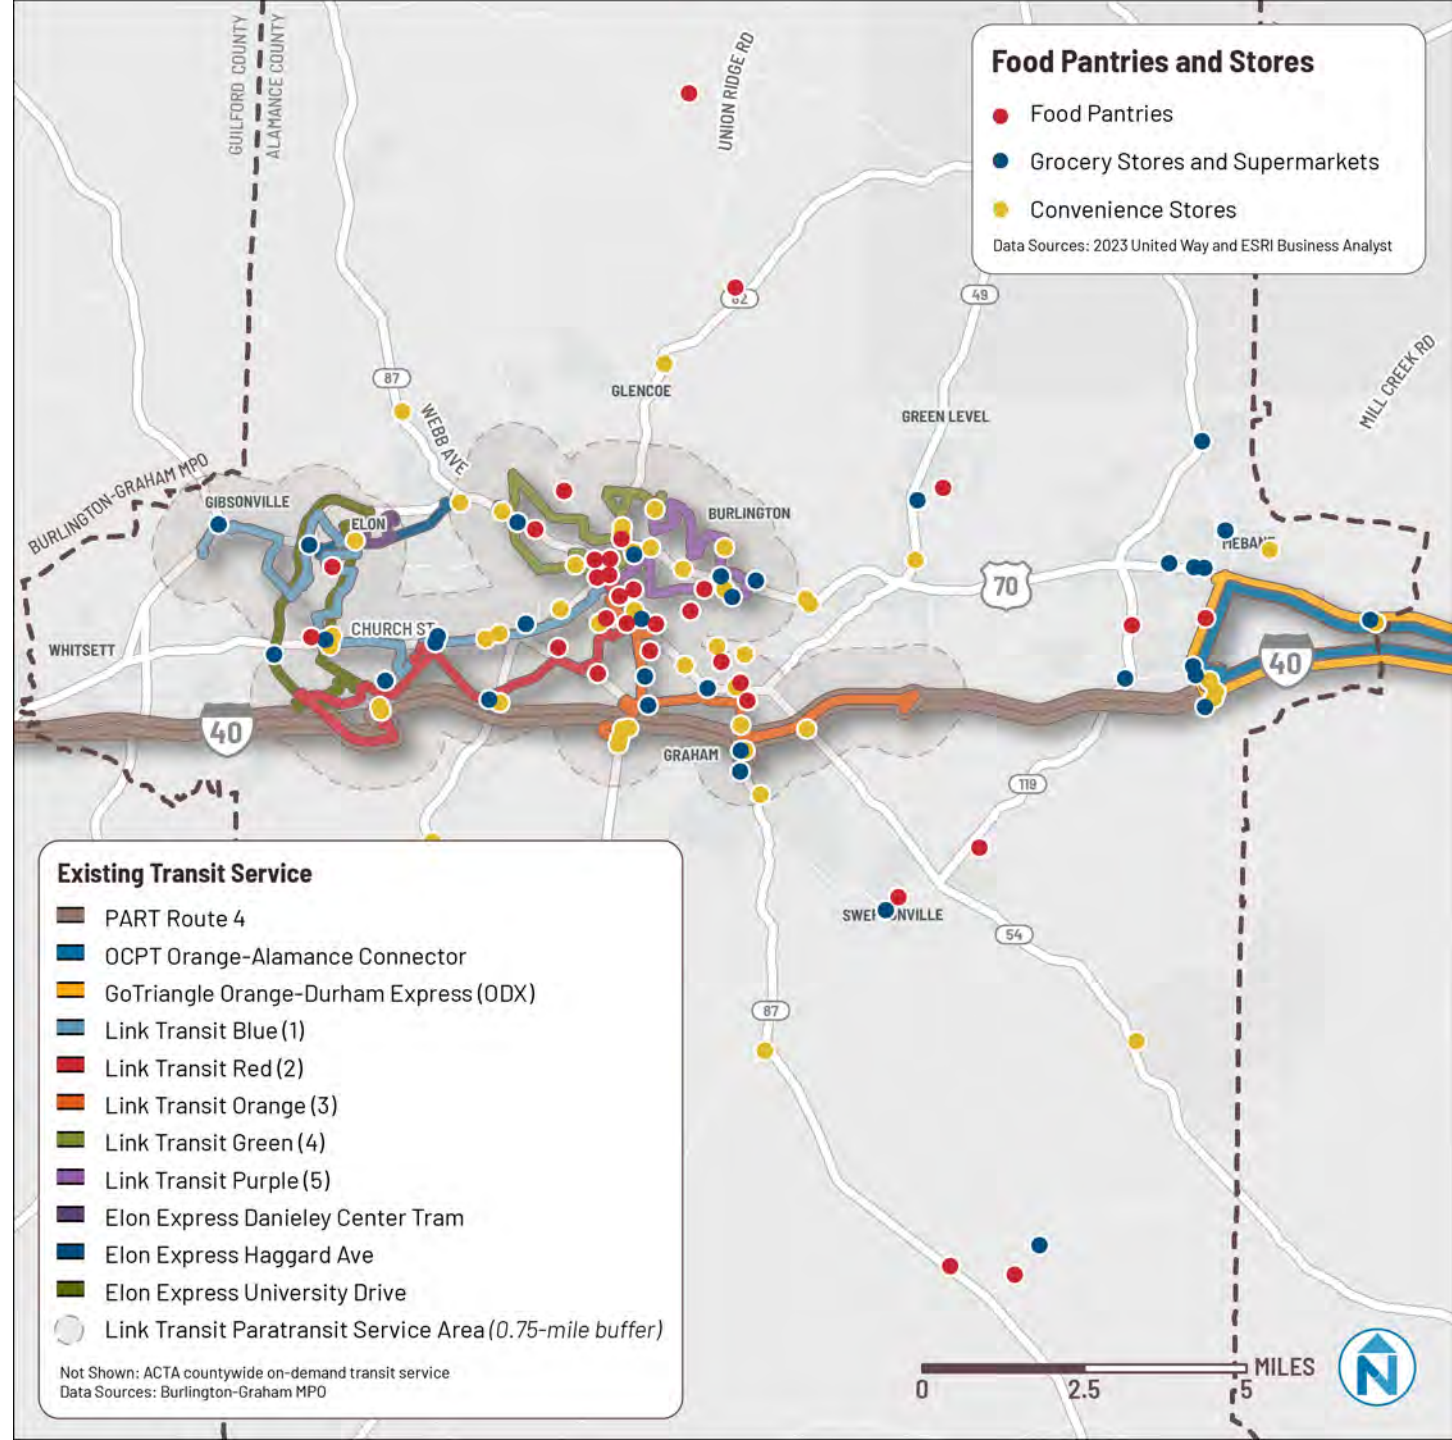 GUILFORD COUNTY
ALAMANCE COUNTY
UNION RIDGE RD
Food Pantries and Stores
Food Pantries
Grocery Stores and Supermarkets
Convenience Stores
Data Sources: 2023 United Way and ESRI Business Analyst
49
87
GLENCOE
MILL CREEK RD
WEBB AVE
GREEN LEVEL
BURLINGTON-GRAHAM MPO
GIBSONVILLE
ELON
BURLINGTON
70
CHURCH ST
WHITSETT
40
40
GRAHAM
119
54
87
Existing Transit Service
PART Route 4
OCPT Orange-Alamance Connector
GoTriangle Orange-Durham Express (ODX)
Link Transit Blue (1)
Link Transit Red (2)
Link Transit Orange (3)
Link Transit Green (4)
Link Transit Purple (5)
Elon Express Danieley Center Tram
Elon Express Haggard Ave
Elon Express University Drive
Link Transit Paratransit Service Area (0.75-mile buffer)
Not Shown: ACTA countywide on-demand transit service
Data Sources: Burlington-Graham MPO
MILES
0 2.5 5
N